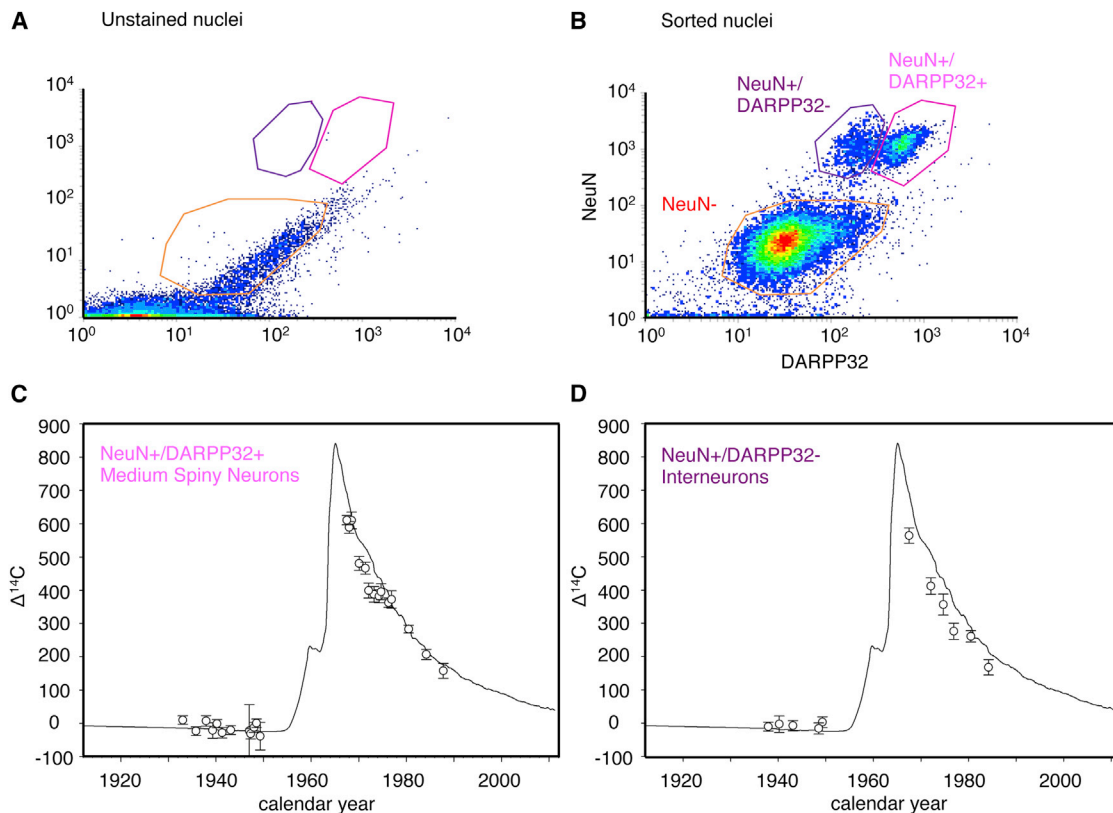 A
Unstained nuclei
10⁴
10³
10²
10¹
10⁰
10⁰ 10¹ 10² 10³ 10⁴
B
Sorted nuclei
NeuN+/
DARPP32-
NeuN+/
DARPP32+
NeuN-
NeuN
10⁴
10³
10²
10¹
10⁰
10⁰ 10¹ 10² 10³ 10⁴
DARPP32
C
NeuN+/DARPP32+
Medium Spiny Neurons
Δ¹⁴C
900
800
700
600
500
400
300
200
100
0
-100
1920 1940 1960 1980 2000
calendar year
D
NeuN+/DARPP32-
Interneurons
Δ¹⁴C
900
800
700
600
500
400
300
200
100
0
-100
1920 1940 1960 1980 2000
calendar year